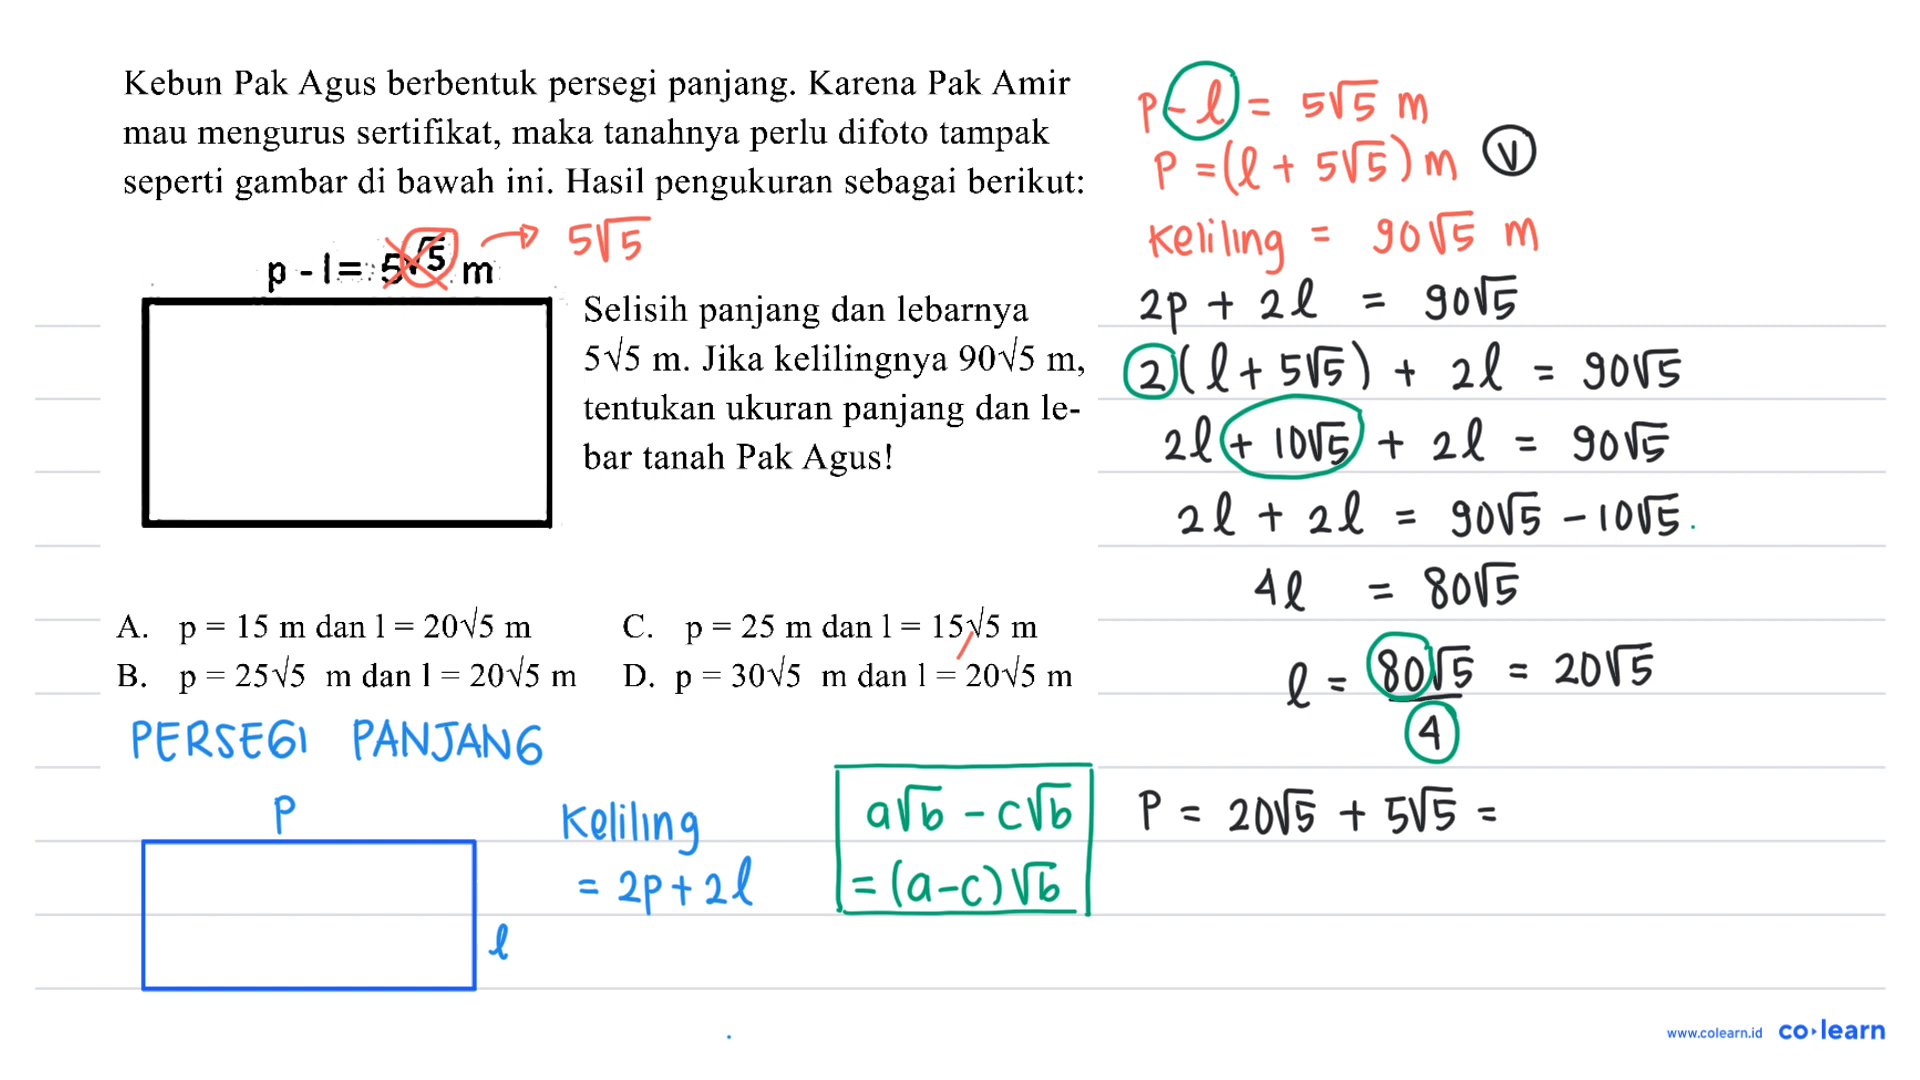 Kebun Pak Agus berbentuk persegi panjang. Karena Pak Amir
mau mengurus sertifikat, maka tanahnya perlu difoto tampak
seperti gambar di bawah ini. Hasil pengukuran sebagai berikut:
p - l = 5√5 m → 5√5
Selisih panjang dan lebarnya
5√5 m. Jika kelilingnya 90√5 m,
tentukan ukuran panjang dan le-
bar tanah Pak Agus!
A. p = 15 m dan l = 20√5 m
B. p = 25√5 m dan l = 20√5 m
C. p = 25 m dan l = 15√5 m
D. p = 30√5 m dan l = 20√5 m
PERSEGI PANJANG
P
l
Keliling
= 2p + 2l
a√b - c√b
= (a-c)√b
p - l = 5√5 m
P = (l + 5√5) m V
Keliling = 90√5 m
2p + 2l = 90√5
2(l + 5√5) + 2l = 90√5
2l + 10√5 + 2l = 90√5
2l + 2l = 90√5 - 10√5.
4l = 80√5
l = 80√5/4 = 20√5
P = 20√5 + 5√5 =
www.colearn.id co·learn